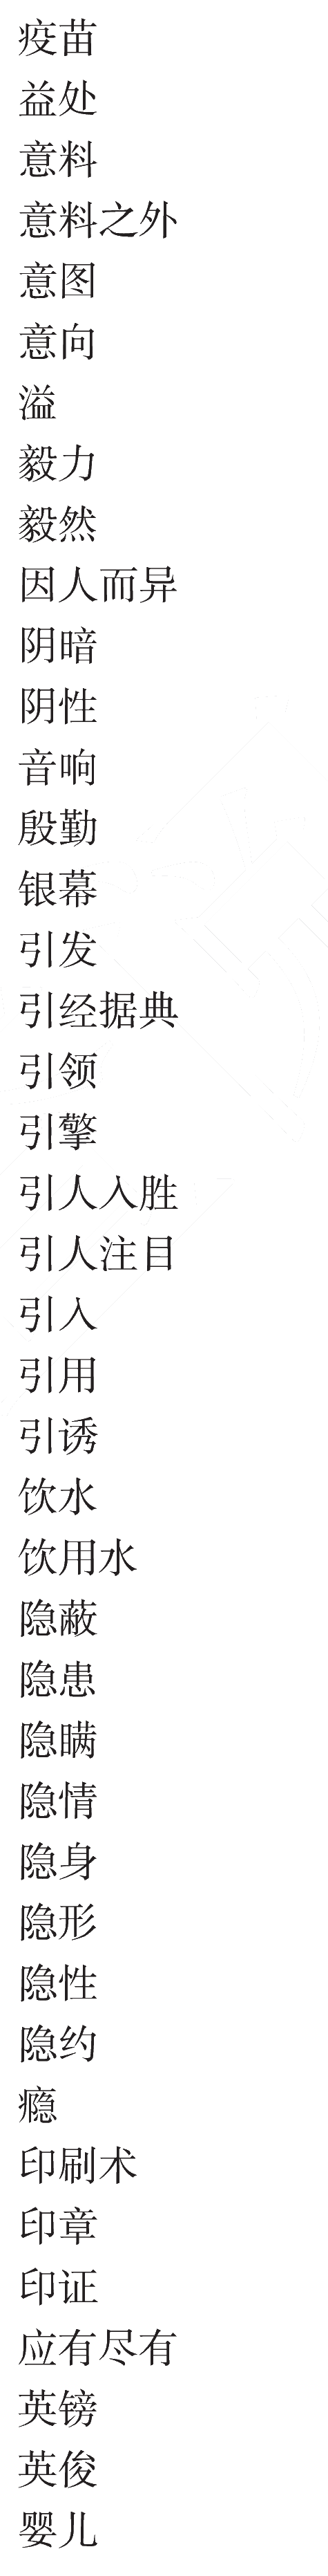 疫苗
益处
意料
意料之外
意图
意向
溢
毅力
毅然
因人而异
阴暗
阴性
音响
殷勤
银幕
引发
引经据典
引领
引擎
引人入胜
引人注目
引入
引用
引诱
饮水
饮用水
隐蔽
隐患
隐瞒
隐情
隐身
隐形
隐性
隐约
瘾
印刷术
印章
印证
应有尽有
英镑
英俊
婴儿